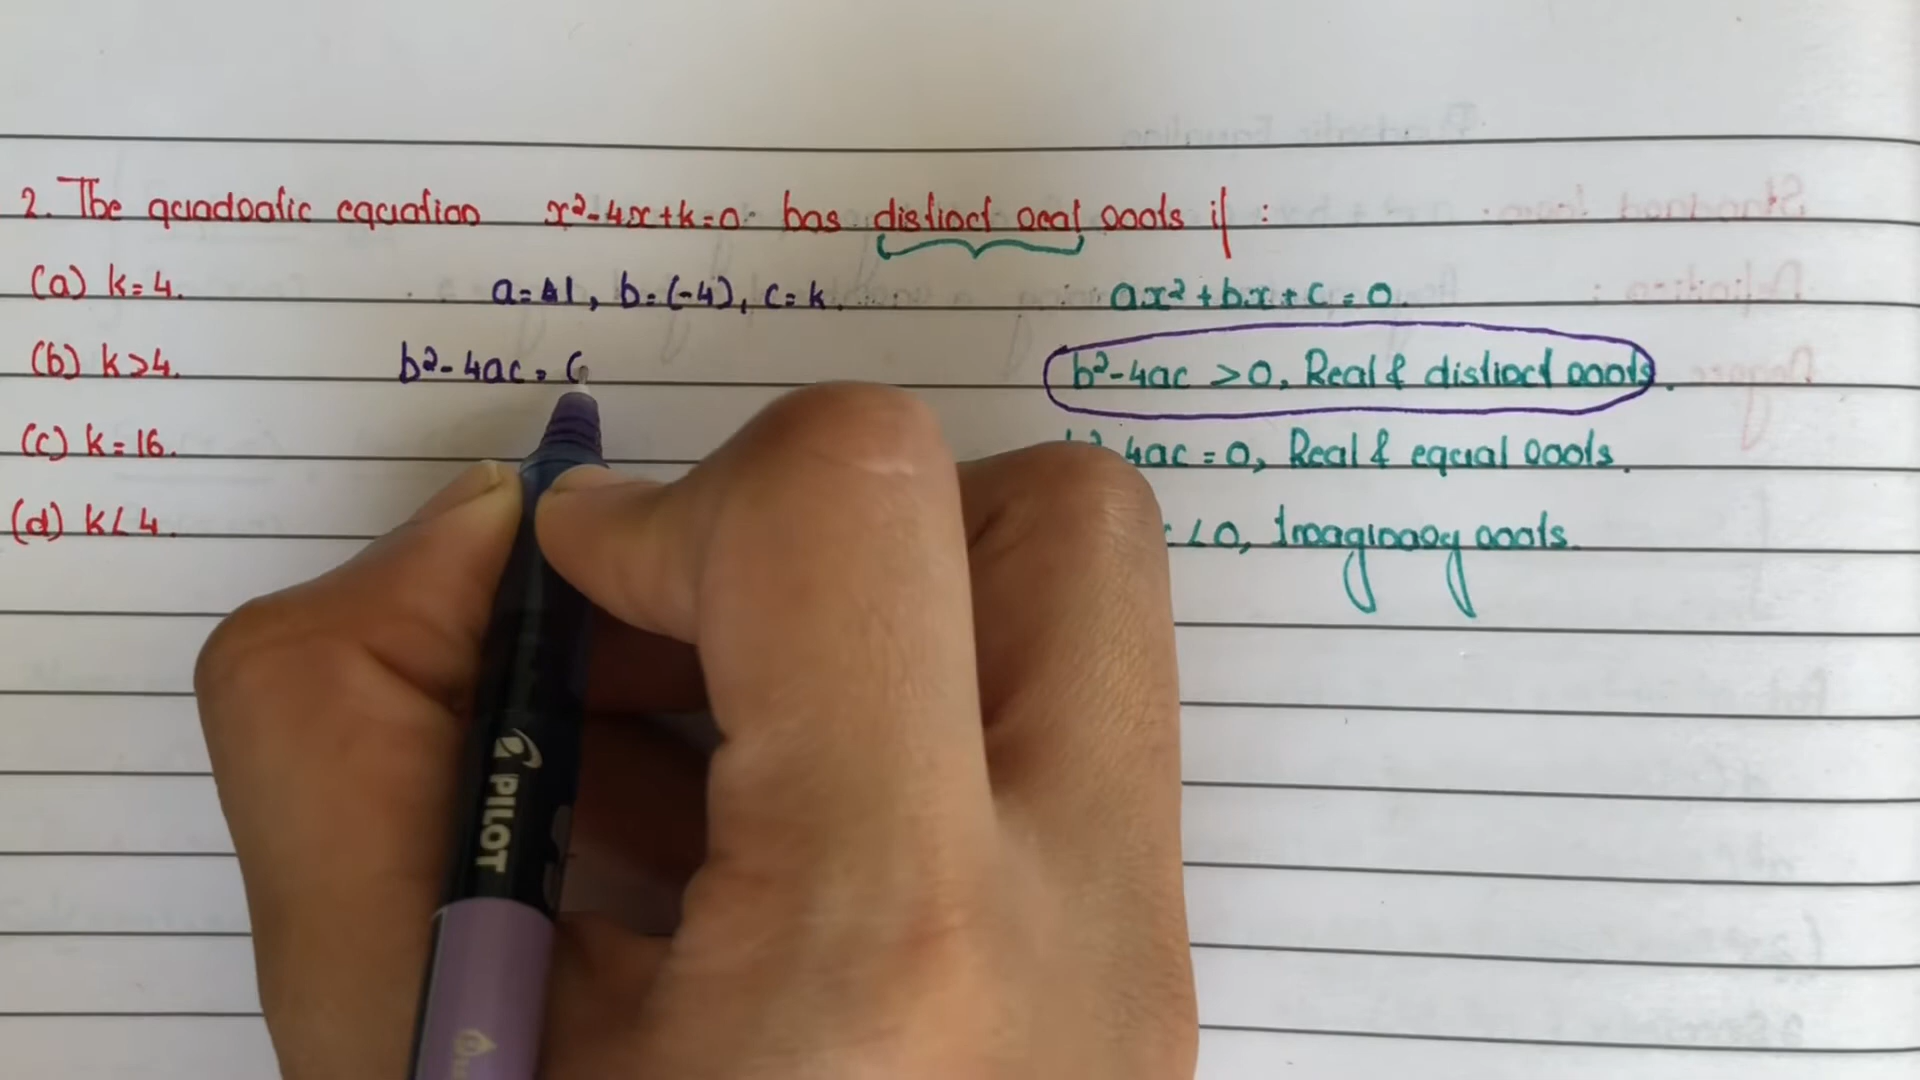 2. The quadratic equation x²-4x+k=0 has distinct real roots if :
(a) k=4. a=1, b=(-4), c=k. ax²+bx+c=0
(b) k>4. b²-4ac = ( b²-4ac >0, Real & distinct roots.
(c) k=16. 4ac =0, Real & equal roots.
(d) k<4. <0, Imaginary roots.
PILOT